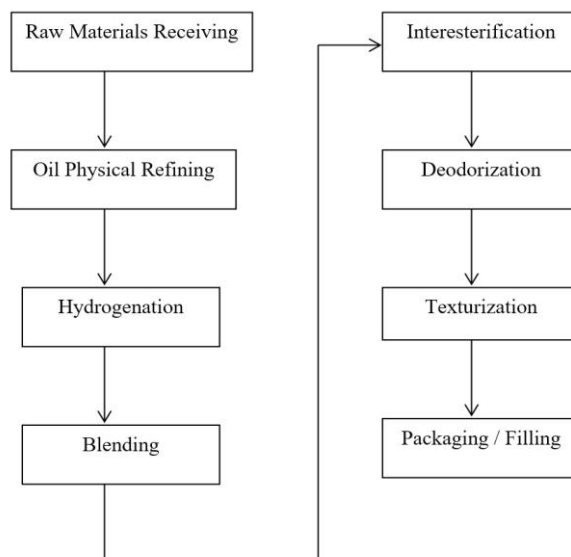 Raw Materials Receiving
Oil Physical Refining
Hydrogenation
Blending
Interesterification
Deodorization
Texturization
Packaging / Filling